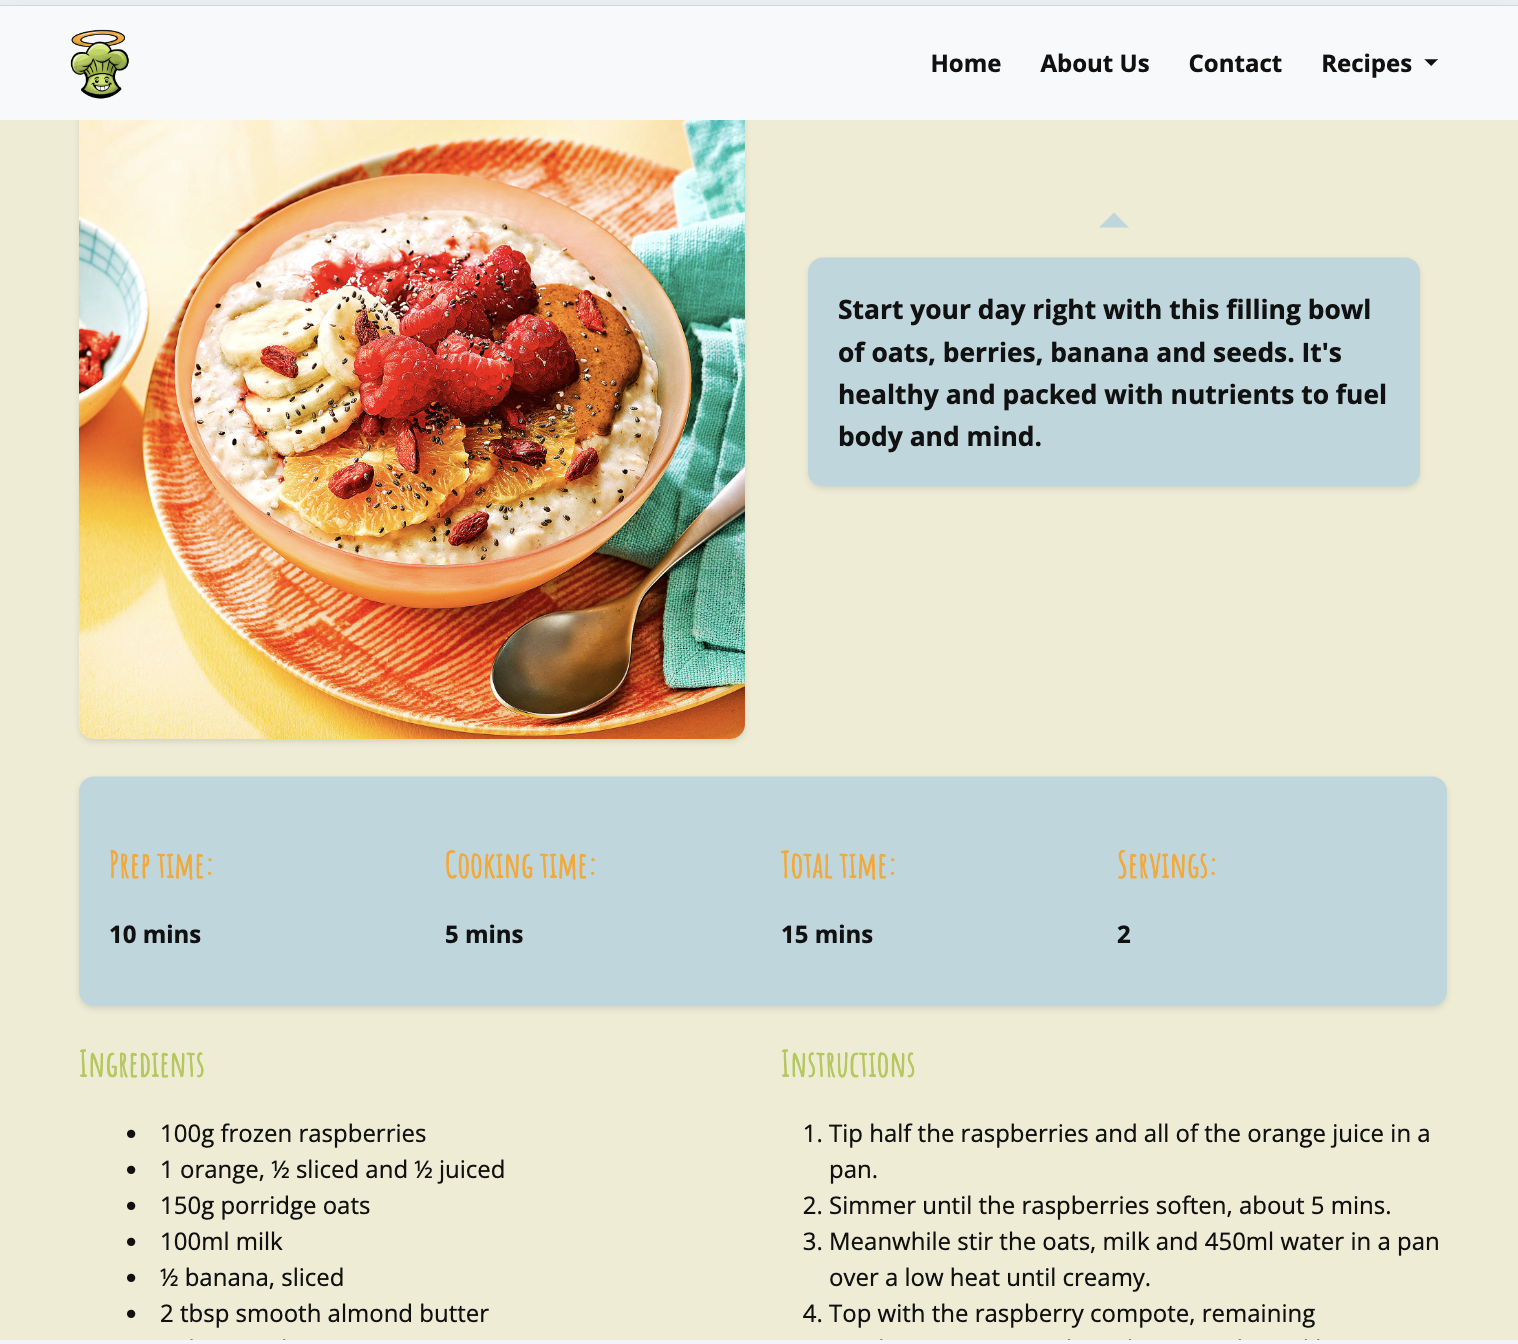 Home About Us Contact Recipes
Start your day right with this filling bowl
of oats, berries, banana and seeds. It's
healthy and packed with nutrients to fuel
body and mind.
Prep time: Cooking time: Total time: Servings:
10 mins 5 mins 15 mins 2
Ingredients
100g frozen raspberries
1 orange, ½ sliced and ½ juiced
150g porridge oats
100ml milk
½ banana, sliced
2 tbsp smooth almond butter
Instructions
1. Tip half the raspberries and all of the orange juice in a
pan.
2. Simmer until the raspberries soften, about 5 mins.
3. Meanwhile stir the oats, milk and 450ml water in a pan
over a low heat until creamy.
4. Top with the raspberry compote, remaining